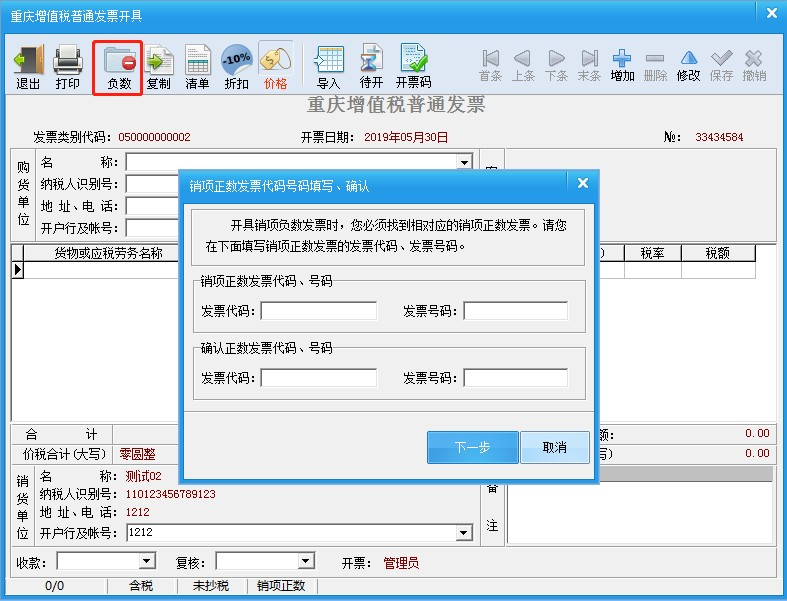 重庆增值税普通发票开具
退出 打印 负数 复制 清单 -10% 折扣 价格 导入 待开 开票码 首条 上条 下条 末条 增加 删除 修改 保存 撤销
重庆增值税普通发票
发票类别代码: 050000000002 开票日期: 2019年05月30日 №: 33434584
购货单位
名 称:
纳税人识别号:
地 址、电 话:
开户行及帐号:
货物或应税劳务名称 税率 税额
销项正数发票代码号码填写、确认
开具销项负数发票时，您必须找到相对应的销项正数发票。请您
在下面填写销项正数发票的发票代码、发票号码。
销项正数发票代码、号码
发票代码: 发票号码:
确认正数发票代码、号码
发票代码: 发票号码:
下一步 取消
合 计 额: 0.00
价税合计(大写) 零圆整 写) 0.00
销货单位
名 称: 测试02
纳税人识别号: 110123456789123
地 址、电 话: 1212
开户行及帐号: 1212
备注
收款: 复核: 开票: 管理员
0/0 含税 未抄税 销项正数